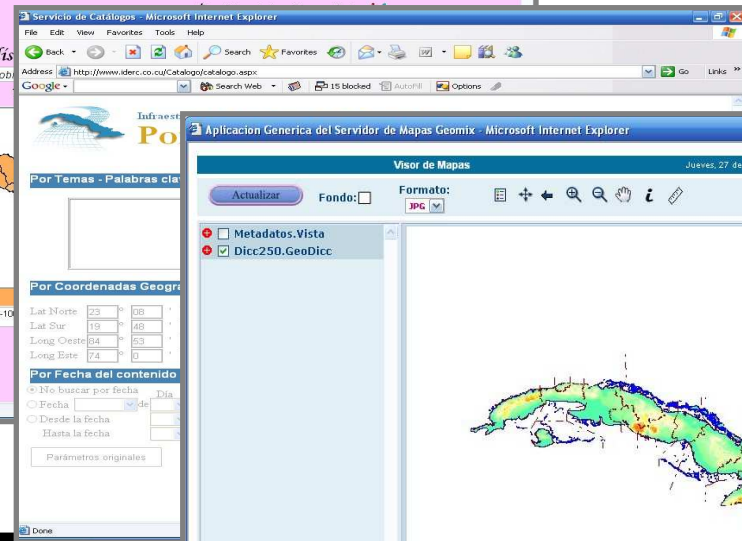 Servicio de Catálogos - Microsoft Internet Explorer
File Edit View Favorites Tools Help
Back Search Favorites
Address http://www.iderc.co.cu/Catalogo/catalogo.aspx Go Links »
Google Search Web 15 blocked AutoFill Options
Infraest
Po
Aplicacion Generica del Servidor de Mapas Geomix - Microsoft Internet Explorer
Visor de Mapas Jueves, 27 de
Actualizar Fondo: Formato:
JPG
Metadatos.Vista
Dicc250.GeoDicc
Por Temas - Palabras cla
Por Coordenadas Geogra
Lat Norte 23 ° 08 '
Lat Sur 19 ° 48 '
Long Oeste 84 ° 53 '
Long Este 74 ° 0 '
Por Fecha del contenido
No buscar por fecha Día
Fecha de
Desde la fecha
Hasta la fecha
Parámetros originales
Done